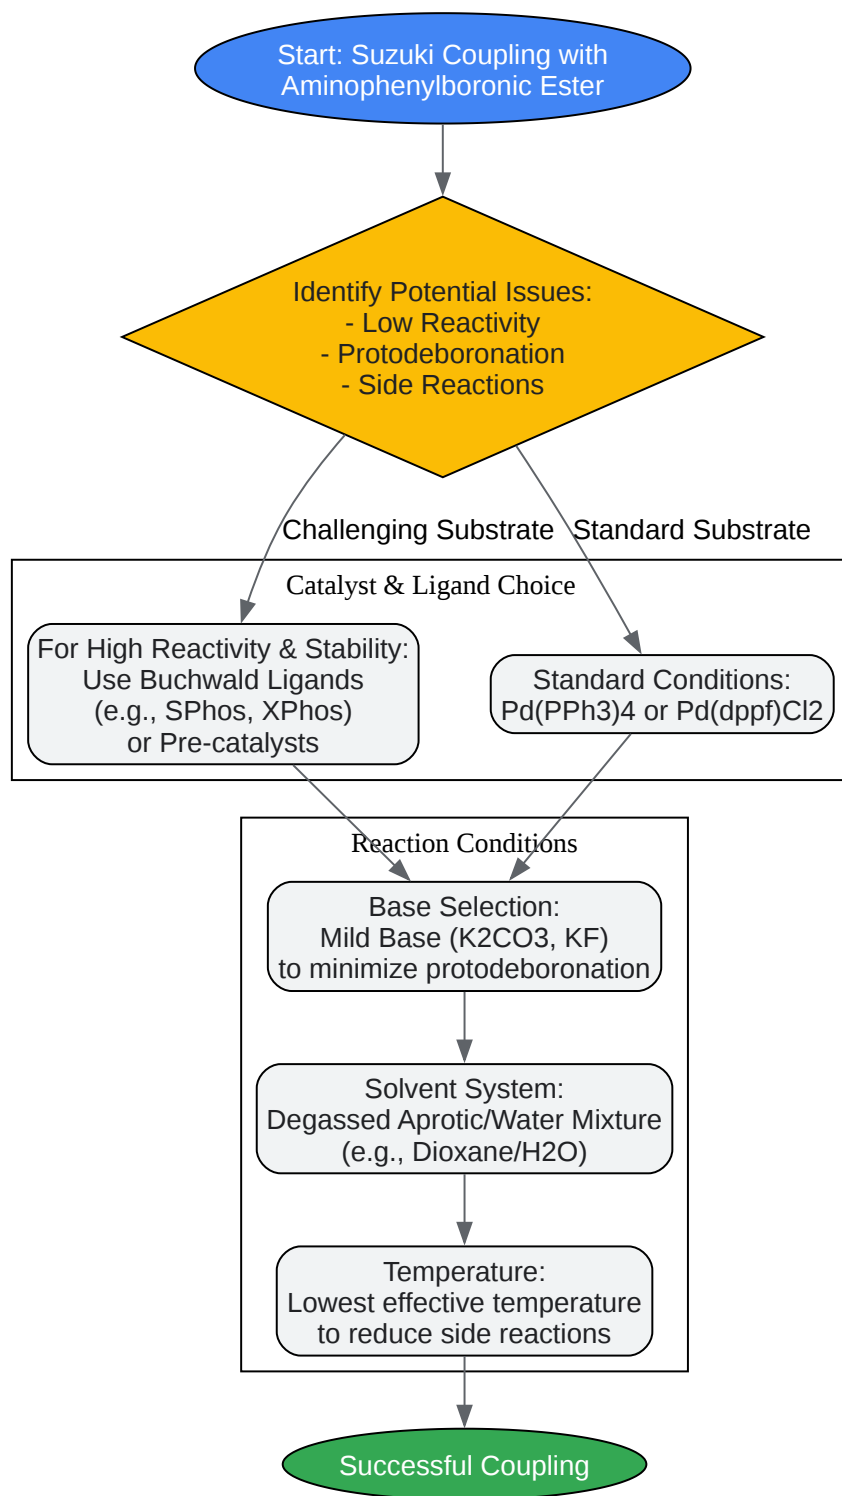 Start: Suzuki Coupling with
Aminophenylboronic Ester
Identify Potential Issues:
- Low Reactivity
- Protodeboronation
- Side Reactions
Challenging Substrate
Standard Substrate
Catalyst & Ligand Choice
For High Reactivity & Stability:
Use Buchwald Ligands
(e.g., SPhos, XPhos)
or Pre-catalysts
Standard Conditions:
Pd(PPh3)4 or Pd(dppf)Cl2
Reaction Conditions
Base Selection:
Mild Base (K2CO3, KF)
to minimize protodeboronation
Solvent System:
Degassed Aprotic/Water Mixture
(e.g., Dioxane/H2O)
Temperature:
Lowest effective temperature
to reduce side reactions
Successful Coupling